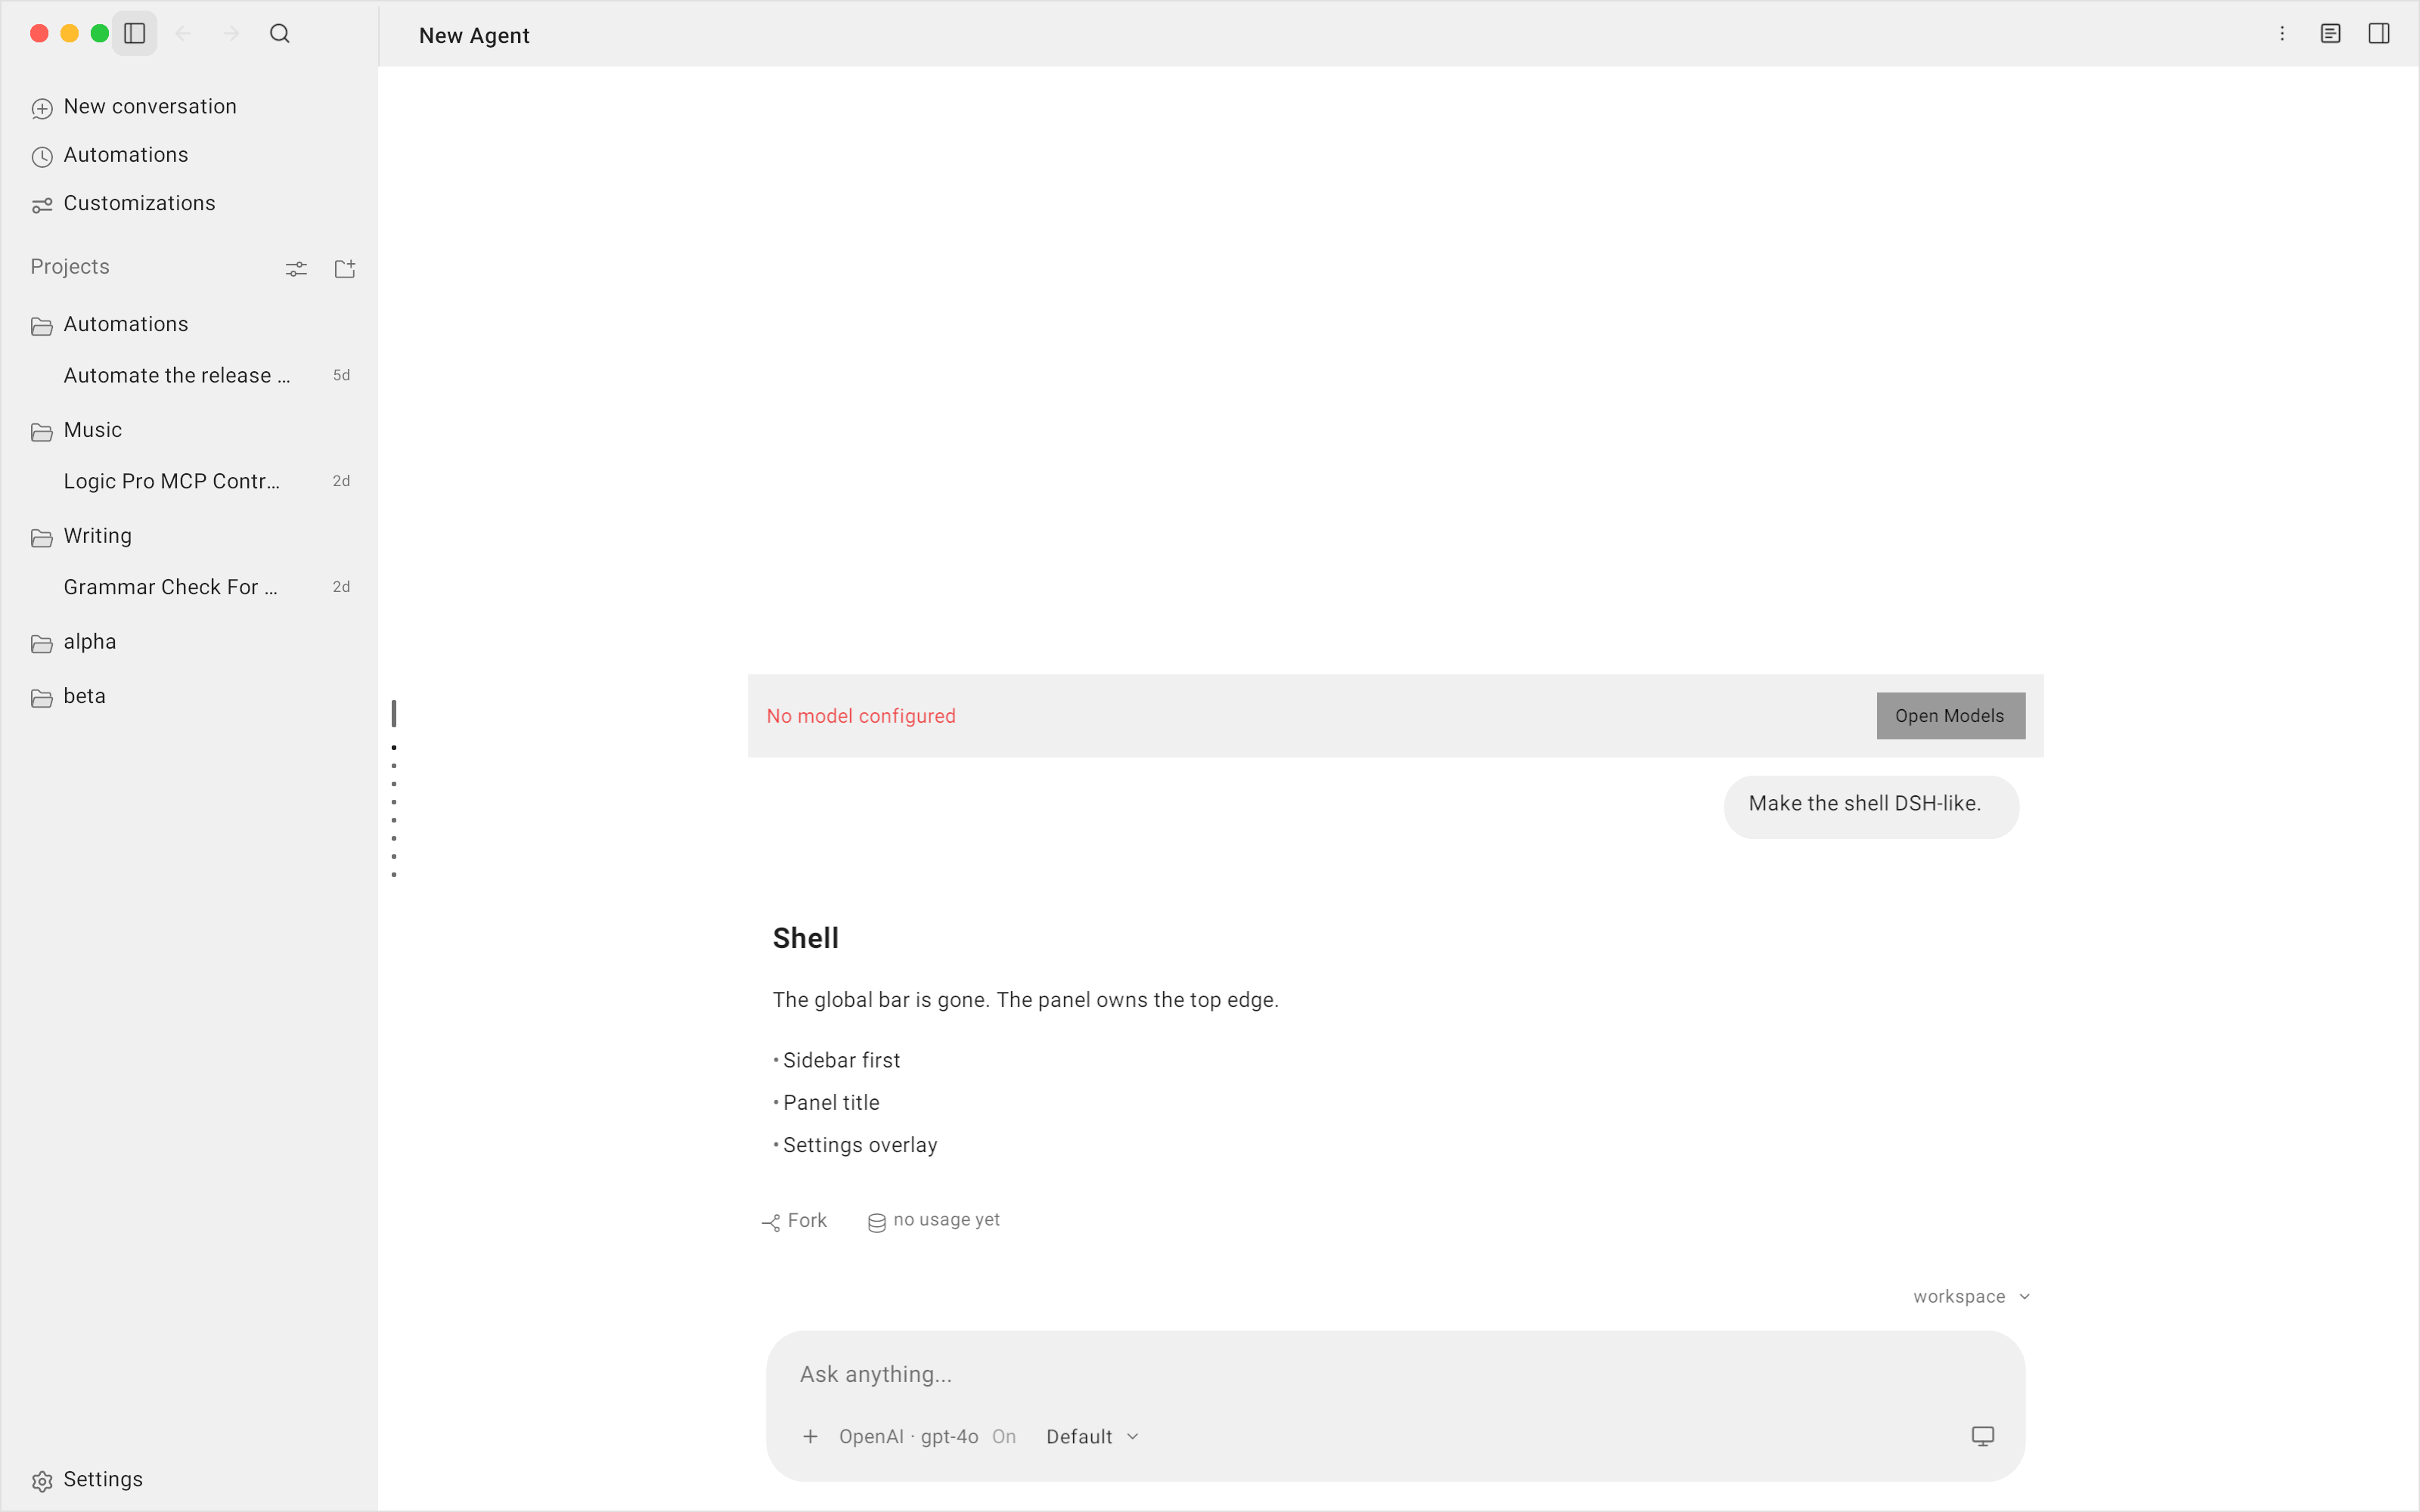 New Agent
New conversation
Automations
Customizations
Projects
Automations
Automate the release ... 5d
Music
Logic Pro MCP Contr... 2d
Writing
Grammar Check For ... 2d
alpha
beta
Settings
No model configured
Open Models
Make the shell DSH-like.
Shell
The global bar is gone. The panel owns the top edge.
• Sidebar first
• Panel title
• Settings overlay
Fork no usage yet
workspace
Ask anything...
OpenAI · gpt-4o On Default